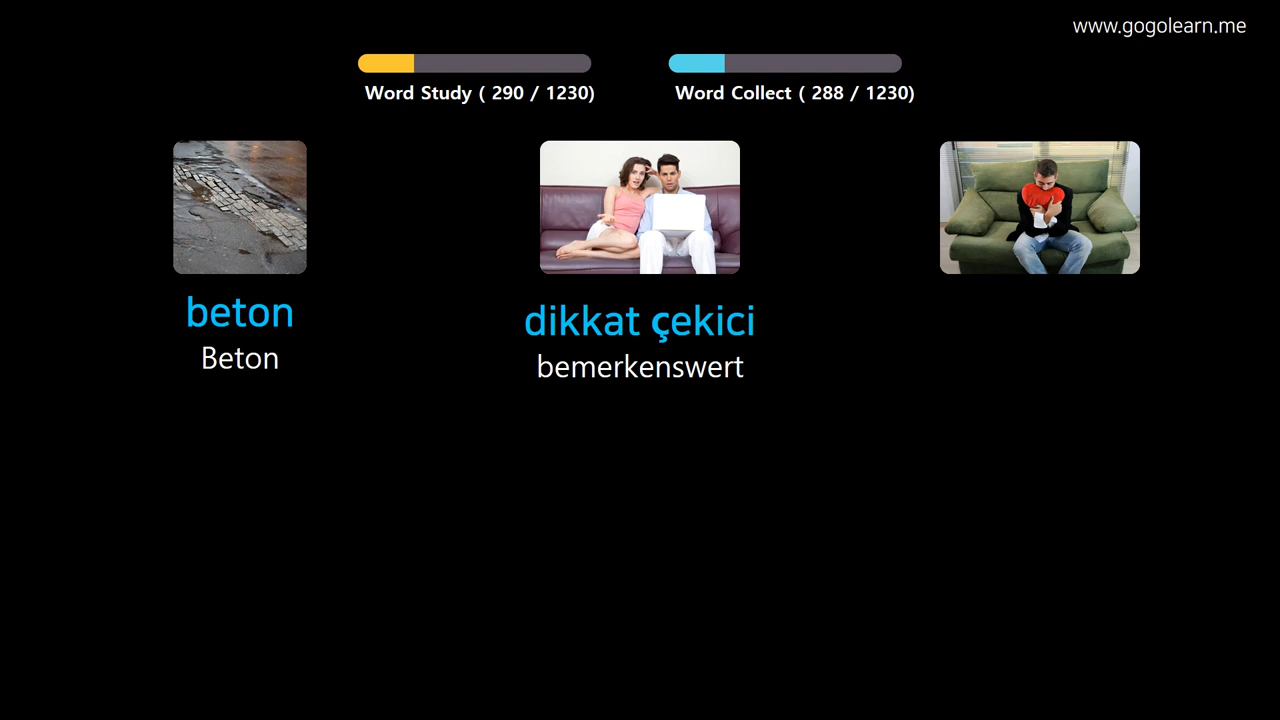 www.gogolearn.me
Word Study ( 290 / 1230)
Word Collect ( 288 / 1230)
beton
Beton
dikkat çekici
bemerkenswert